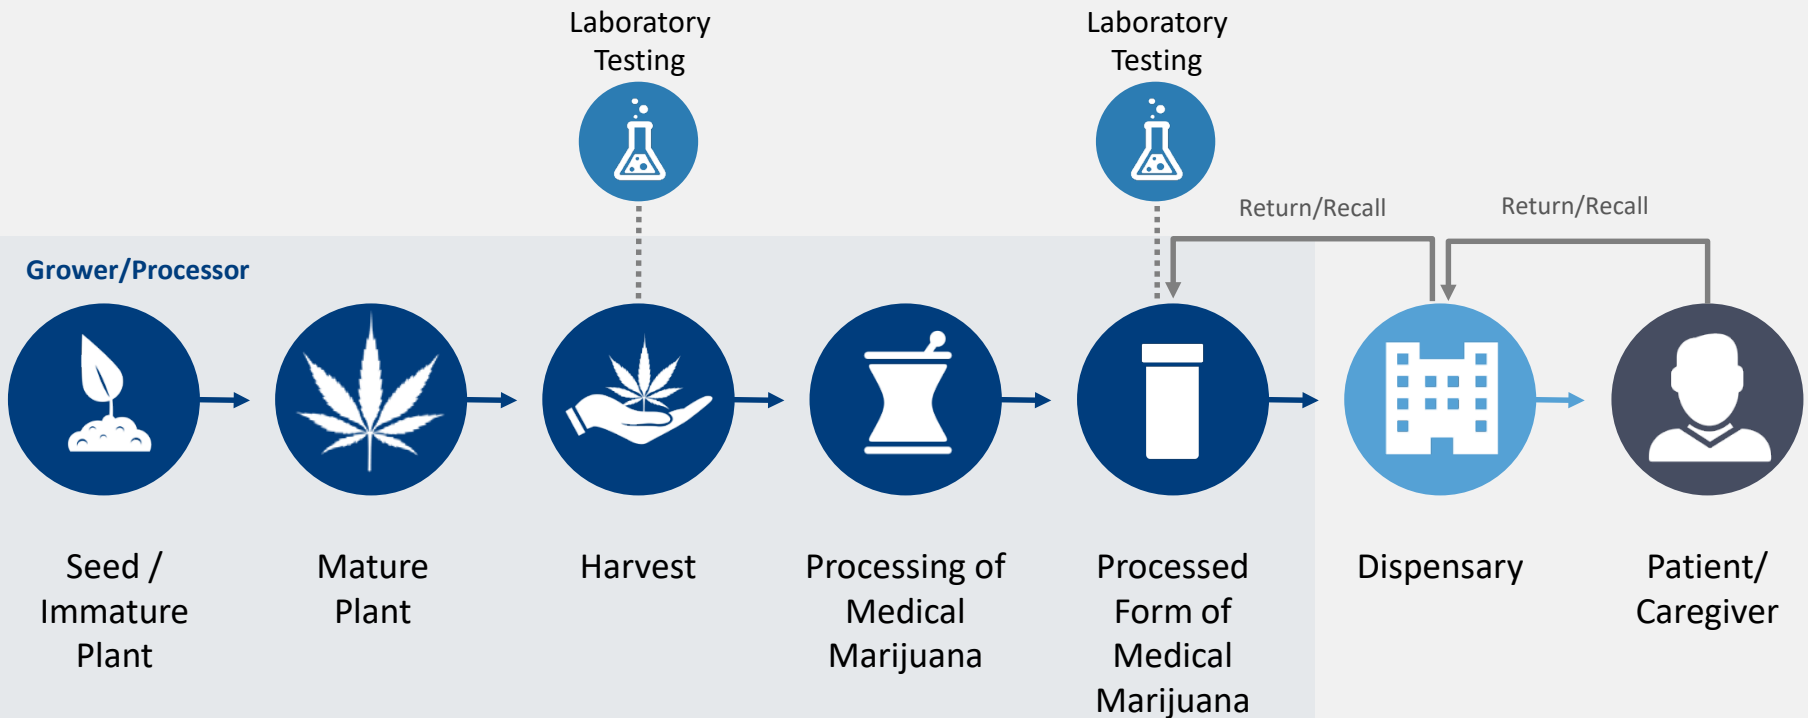 Laboratory
Testing
Laboratory
Testing
Return/Recall
Return/Recall
Grower/Processor
Seed /
Immature
Plant
Mature
Plant
Harvest
Processing of
Medical
Marijuana
Processed
Form of
Medical
Marijuana
Dispensary
Patient/
Caregiver